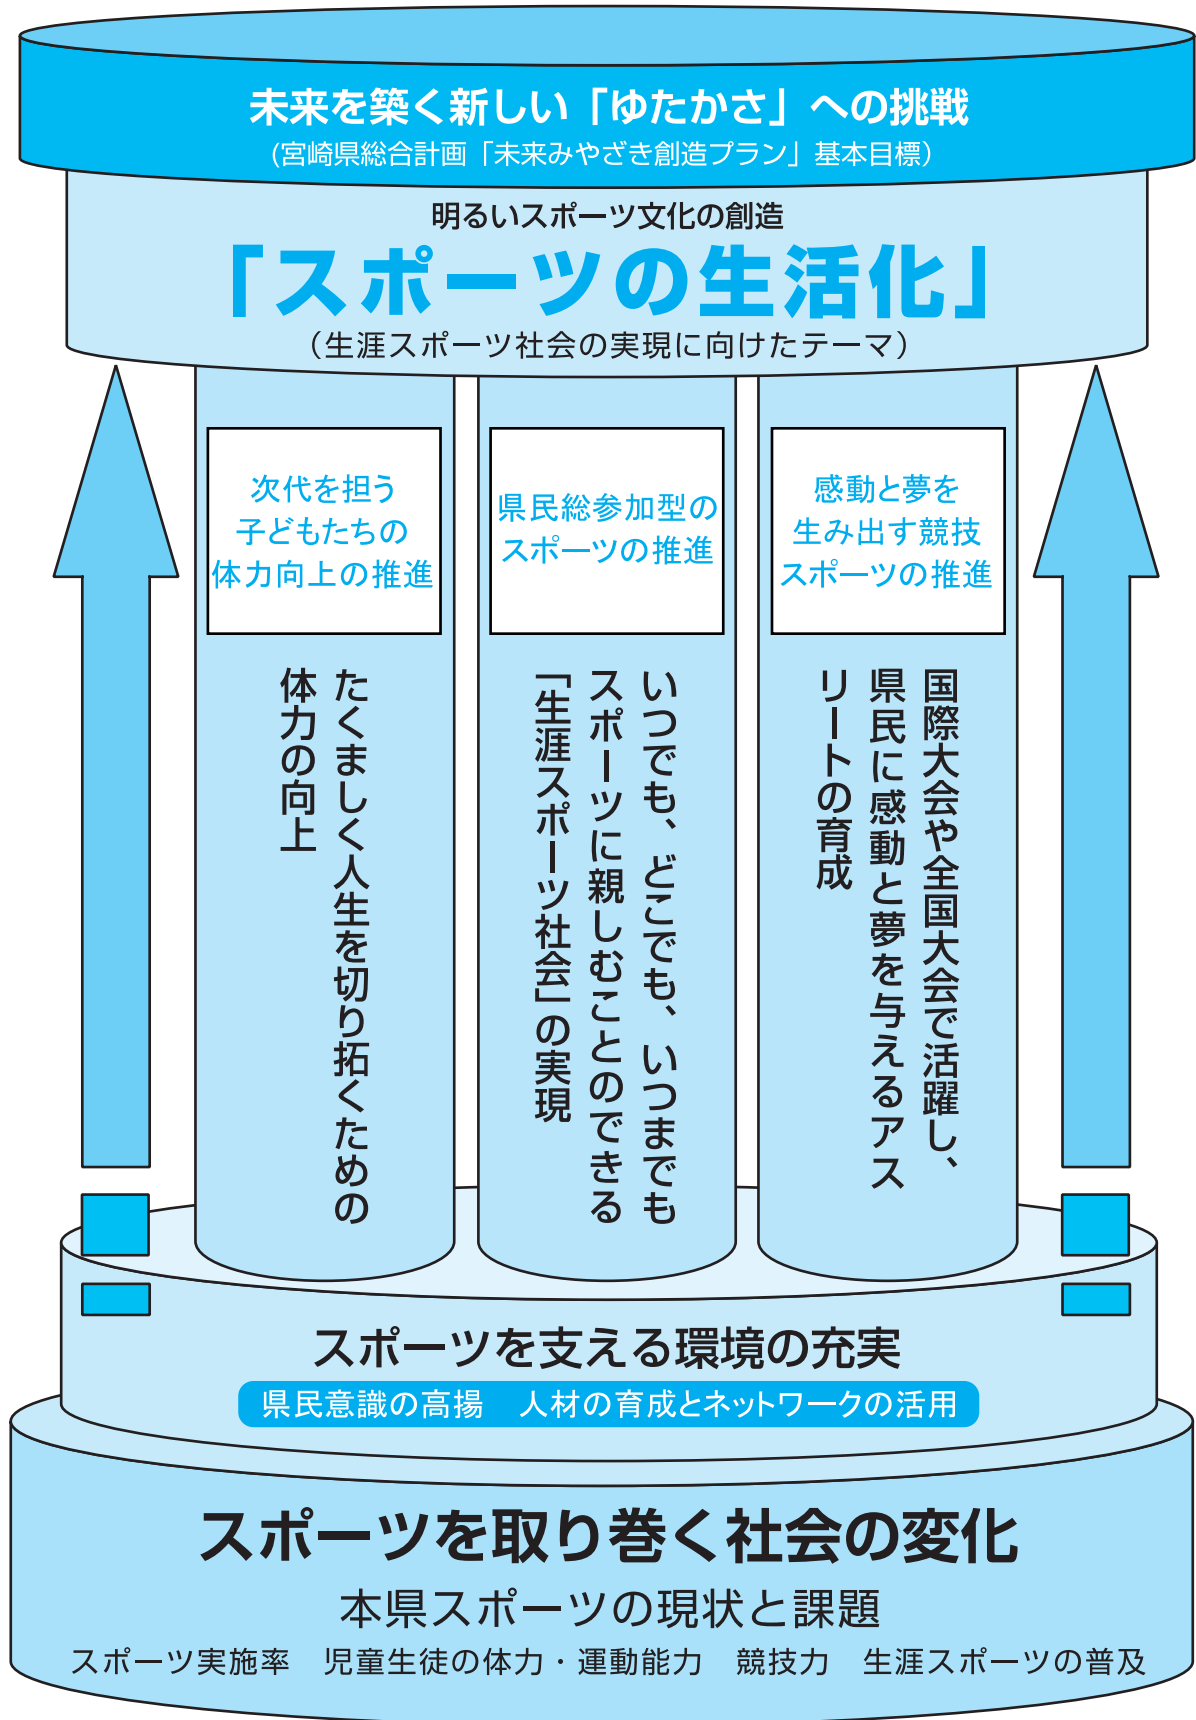 未来を築く新しい「ゆたかさ」への挑戦
(宮崎県総合計画「未来みやざき創造プラン」基本目標)
明るいスポーツ文化の創造
「スポーツの生活化」
(生涯スポーツ社会の実現に向けたテーマ)
次代を担う
子どもたちの
体力向上の推進
たくましく人生を切り拓くための
体力の向上
県民総参加型の
スポーツの推進
いつでも、どこでも、いつまでも
スポーツに親しむことのできる
「生涯スポーツ社会」の実現
感動と夢を
生み出す競技
スポーツの推進
国際大会や全国大会で活躍し、
県民に感動と夢を与えるアス
リートの育成
スポーツを支える環境の充実
県民意識の高揚　人材の育成とネットワークの活用
スポーツを取り巻く社会の変化
本県スポーツの現状と課題
スポーツ実施率　児童生徒の体力・運動能力　競技力　生涯スポーツの普及